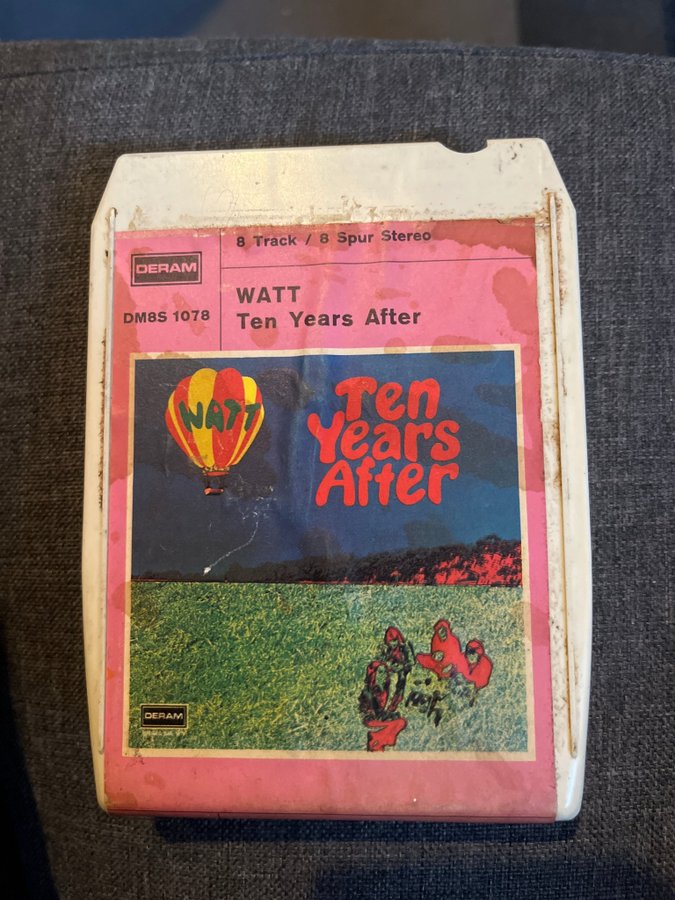 8 Track / 8 Spur Stereo
DERAM
DM8S 1078
WATT
Ten Years After
WATT
Ten
Years
After
DERAM